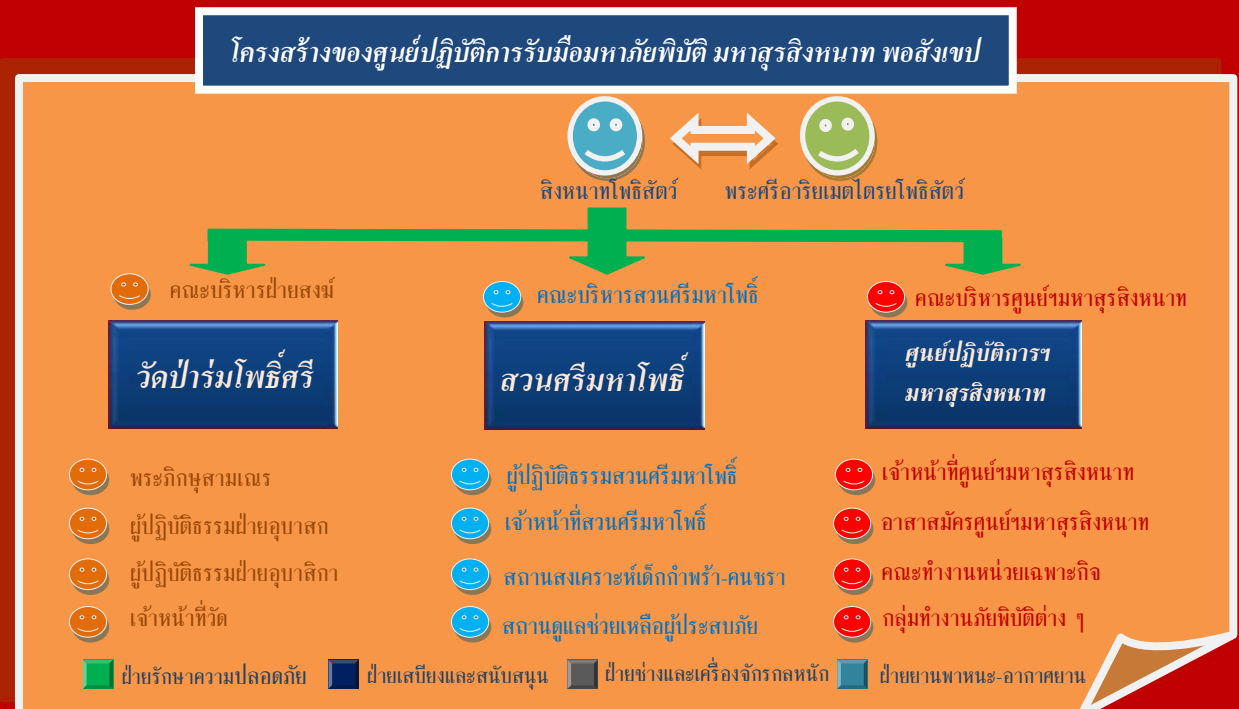 โครงสร้างของศูนย์ปฏิบัติการรับมือมหาภัยพิบัติ มหาสุรสิงหนาท พอสังเขป
สิงหนาทโพธิสัตว์
พระศรีอาริยเมตไตรยโพธิสัตว์
คณะบริหารฝ่ายสงฆ์
คณะบริหารสวนศรีมหาโพธิ์
คณะบริหารศูนย์ฯมหาสุรสิงหนาท
วัดป่าร่มโพธิ์ศรี
สวนศรีมหาโพธิ์
ศูนย์ปฏิบัติการฯ
มหาสุรสิงหนาท
พระภิกษุสามเณร
ผู้ปฏิบัติธรรมฝ่ายอุบาสก
ผู้ปฏิบัติธรรมฝ่ายอุบาสิกา
เจ้าหน้าที่วัด
ผู้ปฏิบัติธรรมสวนศรีมหาโพธิ์
เจ้าหน้าที่สวนศรีมหาโพธิ์
สถานสงเคราะห์เด็กกำพร้า-คนชรา
สถานดูแลช่วยเหลือผู้ประสบภัย
เจ้าหน้าที่ศูนย์ฯมหาสุรสิงหนาท
อาสาสมัครศูนย์ฯมหาสุรสิงหนาท
คณะทำงานหน่วยเฉพาะกิจ
กลุ่มทำงานภัยพิบัติต่าง ๆ
ฝ่ายรักษาความปลอดภัย
ฝ่ายเสบียงและสนับสนุน
ฝ่ายช่างและเครื่องจักรกลหนัก
ฝ่ายยานพาหนะ-อากาศยาน